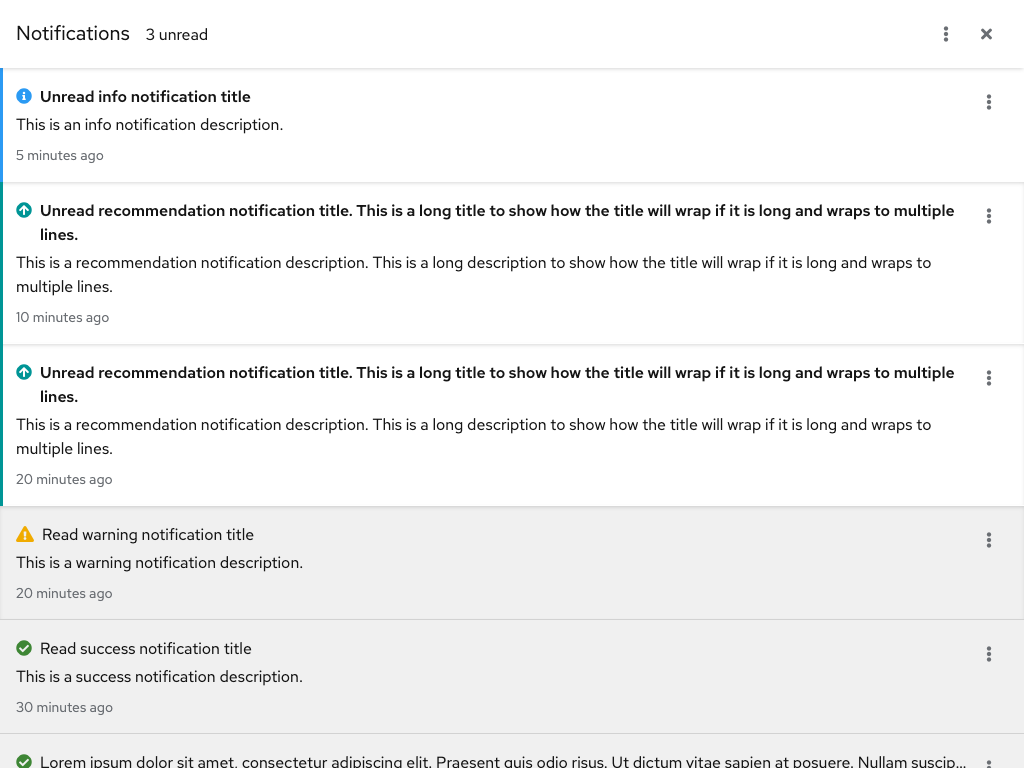 Notifications 3 unread
Unread info notification title
This is an info notification description.
5 minutes ago
Unread recommendation notification title. This is a long title to show how the title will wrap if it is long and wraps to multiple
lines.
This is a recommendation notification description. This is a long description to show how the title will wrap if it is long and wraps to
multiple lines.
10 minutes ago
Unread recommendation notification title. This is a long title to show how the title will wrap if it is long and wraps to multiple
lines.
This is a recommendation notification description. This is a long description to show how the title will wrap if it is long and wraps to
multiple lines.
20 minutes ago
Read warning notification title
This is a warning notification description.
20 minutes ago
Read success notification title
This is a success notification description.
30 minutes ago
Lorem ipsum dolor sit amet, consectetur adipiscing elit. Praesent quis odio risus. Ut dictum vitae sapien at posuere. Nullam suscip...